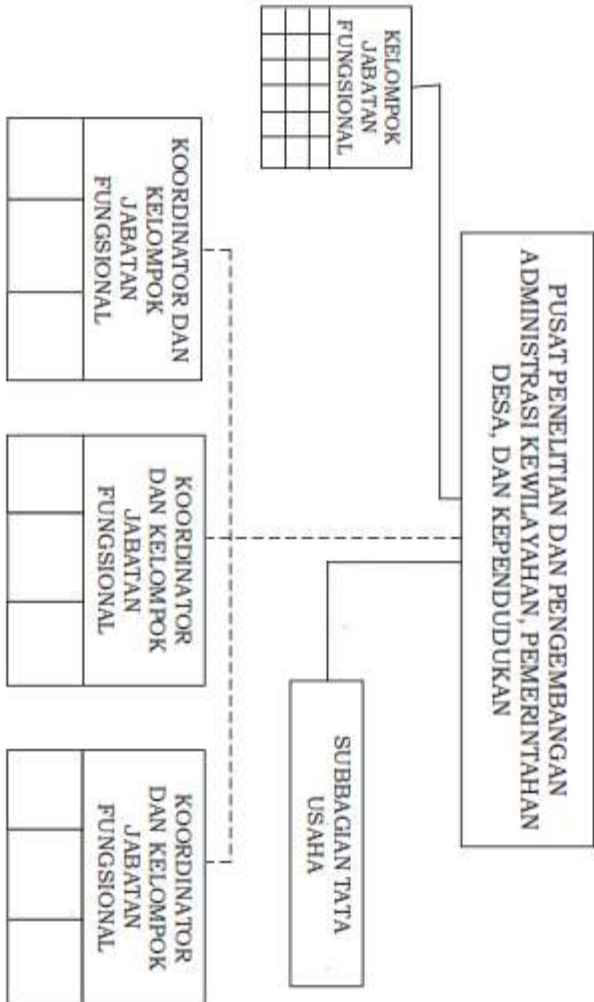 PUSAT PENELITIAN DAN PENGEMBANGAN
ADMINISTRASI KEWILAYAHAN, PEMERINTAHAN
DESA, DAN KEPENDUDUKAN
KELOMPOK
JABATAN
FUNGSIONAL
SUBBAGIAN TATA
USAHA
KOORDINATOR DAN
KELOMPOK
JABATAN
FUNGSIONAL
KOORDINATOR
DAN KELOMPOK
JABATAN
FUNGSIONAL
KOORDINATOR
DAN KELOMPOK
JABATAN
FUNGSIONAL